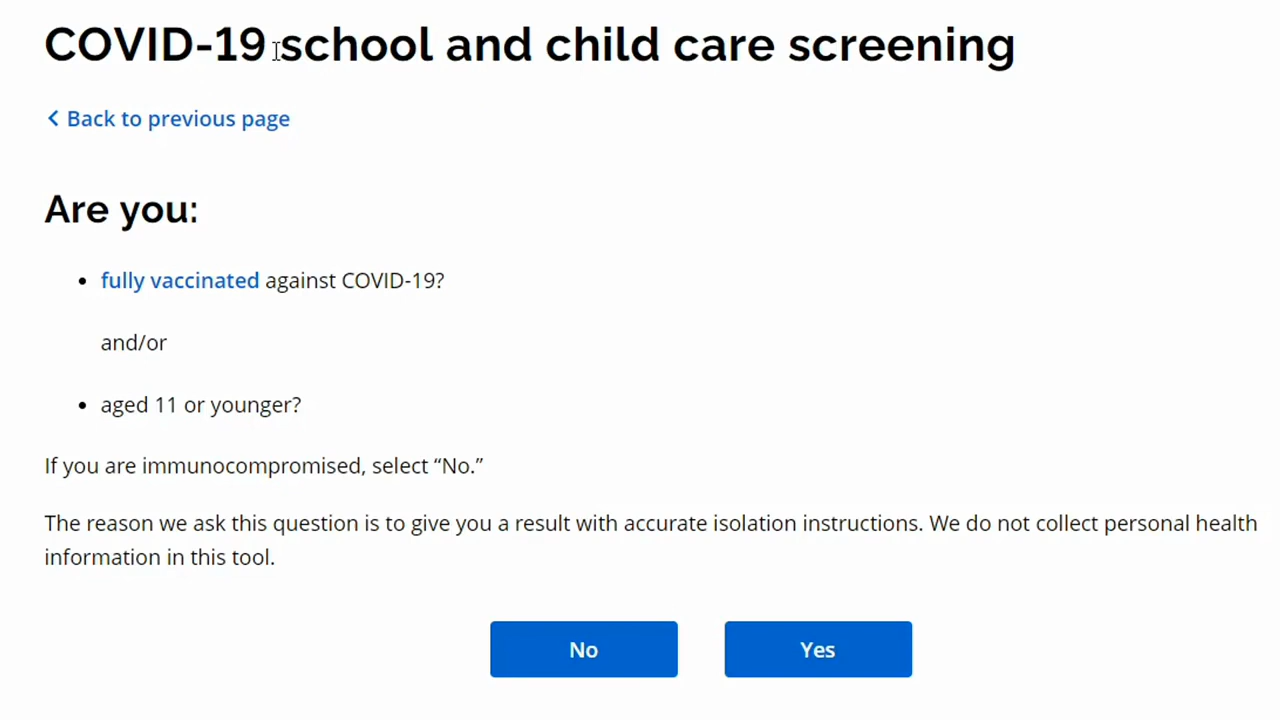 COVID-19 school and child care screening
Back to previous page
Are you:
• fully vaccinated against COVID-19?
and/or
• aged 11 or younger?
If you are immunocompromised, select “No.”
The reason we ask this question is to give you a result with accurate isolation instructions. We do not collect personal health
information in this tool.
No
Yes